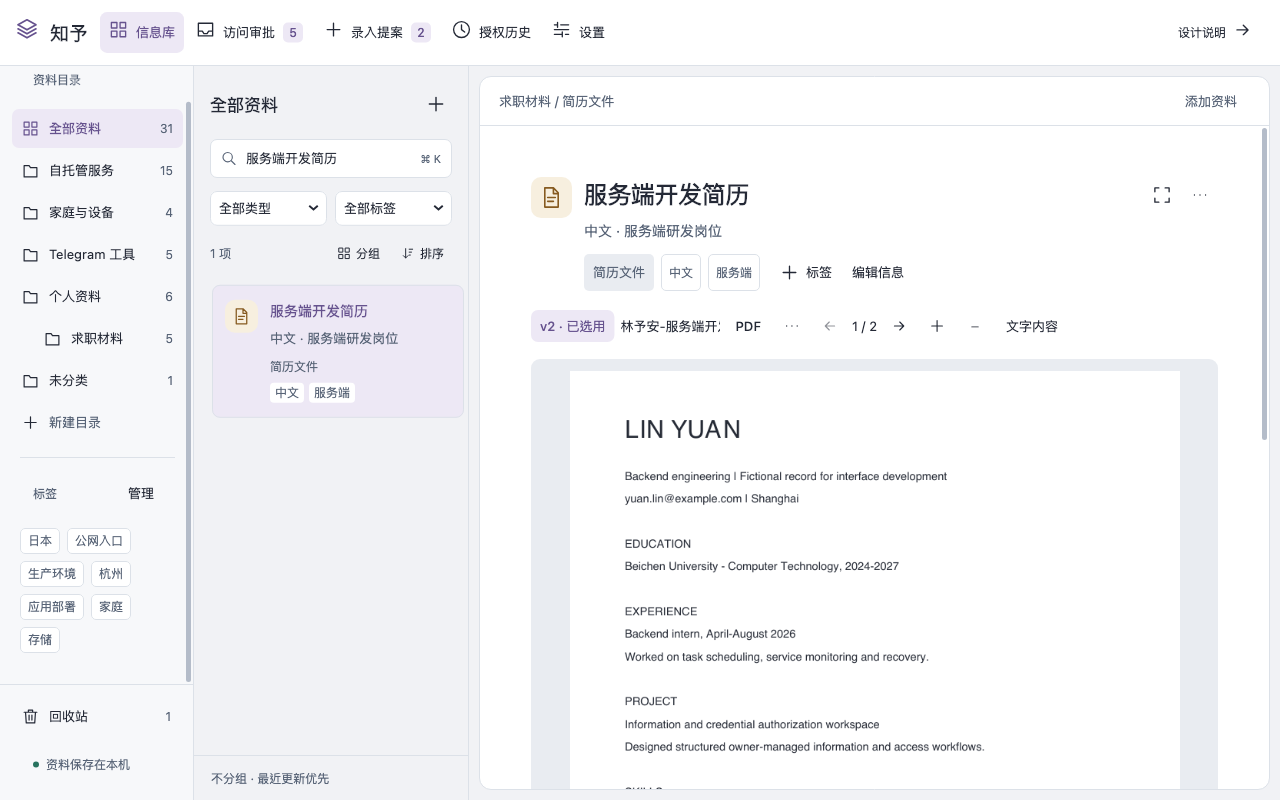 知予
信息库
访问审批 5
录入提案 2
授权历史
设置
设计说明
资料目录
全部资料 31
自托管服务 15
家庭与设备 4
Telegram 工具 5
个人资料 6
求职材料 5
未分类 1
新建目录
标签 管理
日本 公网入口
生产环境 杭州
应用部署 家庭
存储
回收站 1
资料保存在本机
全部资料
服务端开发简历 ⌘ K
全部类型 全部标签
1 项 分组 排序
服务端开发简历
中文 · 服务端研发岗位
简历文件
中文 服务端
不分组 · 最近更新优先
求职材料 / 简历文件 添加资料
服务端开发简历
中文 · 服务端研发岗位
简历文件 中文 服务端 标签 编辑信息
v2 · 已选用 林予安-服务端开 PDF 1 / 2 文字内容
LIN YUAN
Backend engineering | Fictional record for interface development
yuan.lin@example.com | Shanghai
EDUCATION
Beichen University - Computer Technology, 2024-2027
EXPERIENCE
Backend intern, April-August 2026
Worked on task scheduling, service monitoring and recovery.
PROJECT
Information and credential authorization workspace
Designed structured owner-managed information and access workflows.